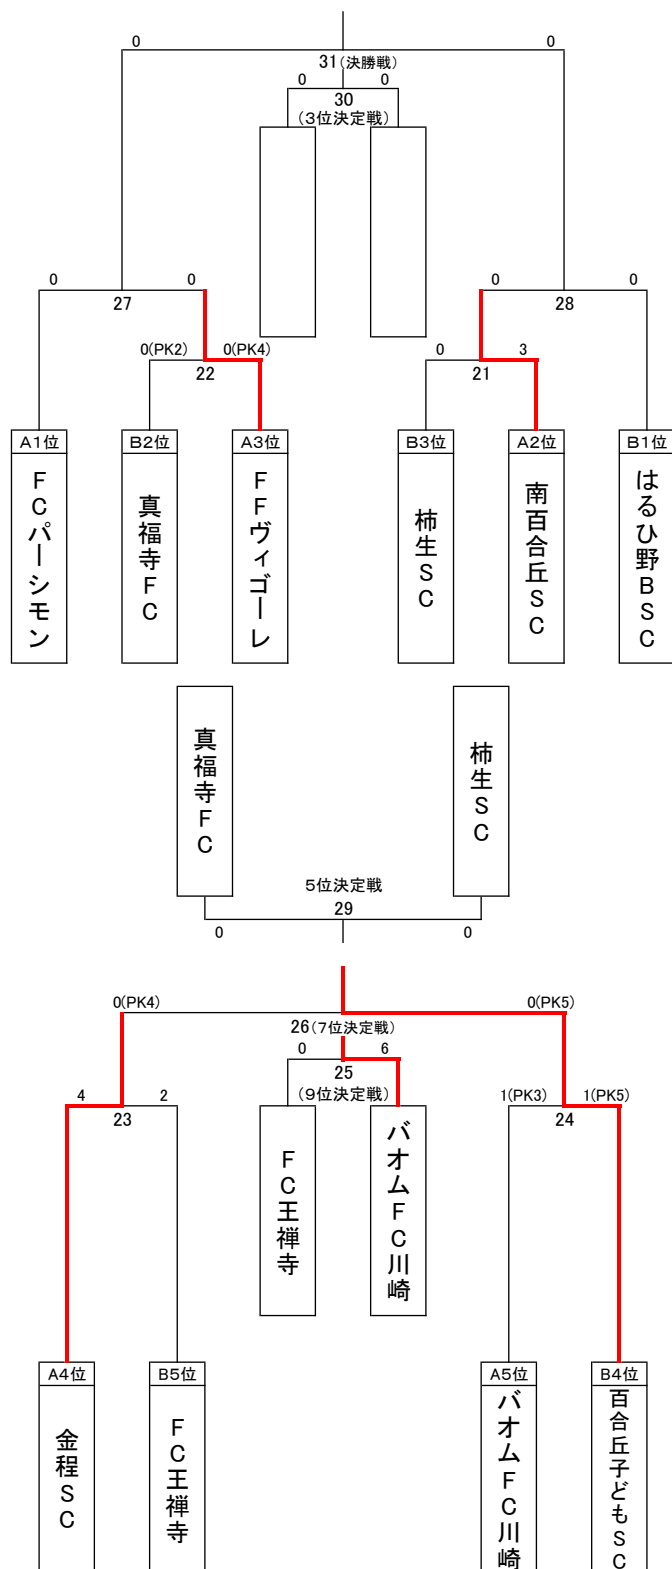 0
0
31(決勝戦)
0
0
30
(3位決定戦)
0
0
0
0
27
28
0(PK2)
0(PK4)
0
3
22
21
A1位
B2位
A3位
B3位
A2位
B1位
FCパーシモン
真福寺FC
FFヴィゴーレ
柿生SC
南百合丘SC
はるひ野BSC
真福寺FC
柿生SC
5位決定戦
29
0
0
0(PK4)
0(PK5)
26(7位決定戦)
0
6
25
(9位決定戦)
4
2
1(PK3)
1(PK5)
23
24
FC王禅寺
バオムFC川崎
A4位
B5位
A5位
B4位
金程SC
FC王禅寺
バオムFC川崎
百合丘子どもSC